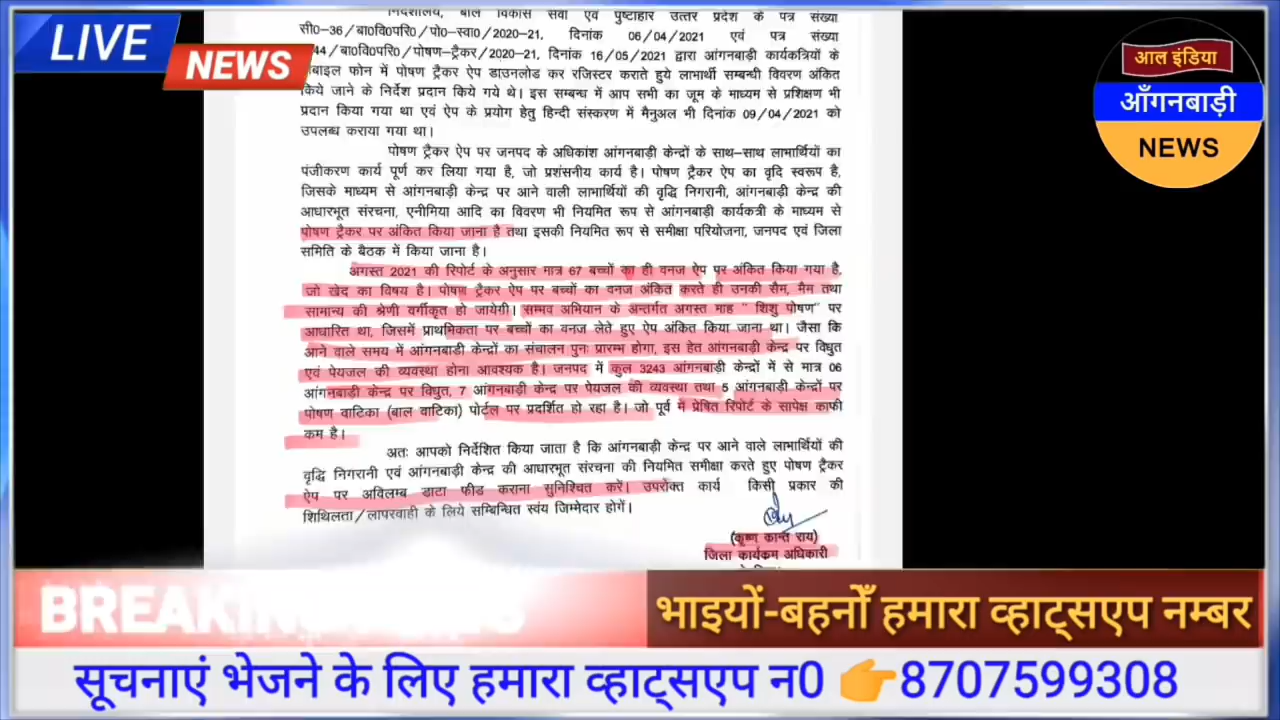 LIVE
NEWS
आल इंडिया
आँगनबाड़ी
NEWS
निदेशालय, बाल विकास सेवा एवं पुष्टाहार उत्तर प्रदेश के पत्र संख्या
सी0-36/बा0वि0परि0/पो0-स्वा0/2020-21, दिनांक 06/04/2021 एवं पत्र संख्या
44/बा0वि0परि0/पोषण-ट्रैकर/2020-21, दिनांक 16/05/2021 द्वारा आंगनबाड़ी कार्यकत्रियों के
बाइल फोन में पोषण ट्रैकर ऐप डाउनलोड कर रजिस्टर कराते हुये लाभार्थी सम्बन्धी विवरण अंकित
किये जाने के निर्देश प्रदान किये गये थे। इस सम्बन्ध में आप सभी का जूम के माध्यम से प्रशिक्षण भी
प्रदान किया गया था एवं ऐप के प्रयोग हेतु हिन्दी संस्करण में मैनुअल भी दिनांक 09/04/2021 को
उपलब्ध कराया गया था।
पोषण ट्रैकर ऐप पर जनपद के अधिकांश आंगनबाड़ी केन्द्रों के साथ-साथ लाभार्थियों का
पंजीकरण कार्य पूर्ण कर लिया गया है, जो प्रशंसनीय कार्य है। पोषण ट्रैकर ऐप का वृदि स्वरूप है,
जिसके माध्यम से आंगनबाड़ी केन्द्र पर आने वाली लाभार्थियों की वृद्धि निगरानी, आंगनबाड़ी केन्द्र की
आधारभूत संरचना, एनीमिया आदि का विवरण भी नियमित रूप से आंगनबाड़ी कार्यकत्री के माध्यम से
पोषण ट्रैकर पर अंकित किया जाना है तथा इसकी नियमित रूप से समीक्षा परियोजना, जनपद एवं जिला
समिति के बैठक में किया जाना है।
अगस्त 2021 की रिपोर्ट के अनुसार मात्र 67 बच्चों का ही वनज ऐप पर अंकित किया गया है,
जो खेद का विषय है। पोषण ट्रैकर ऐप पर बच्चों का वनज अंकित करते ही उनकी सैम, मैम तथा
सामान्य की श्रेणी वर्गीकृत हो जायेगी। सम्भव अभियान के अन्तर्गत अगस्त माह " शिशु पोषण" पर
आधारित था, जिसमें प्राथमिकता पर बच्चों का वनज लेते हुए ऐप अंकित किया जाना था। जैसा कि
आने वाले समय में आंगनबाडी केन्द्रों का संचालन पुनः प्रारम्भ होगा, इस हेत आंगनबाड़ी केन्द्र पर विधुत
एवं पेयजल की व्यवस्था होना आवश्यक है। जनपद में कुल 3243 आंगनबाड़ी केन्द्रों में से मात्र 06
आंगनबाड़ी केन्द्र पर विधुत, 7 आंगनबाड़ी केन्द्र पर पेयजल की व्यवस्था तथा 5 आंगनबाड़ी केन्द्रों पर
पोषण वाटिका (बाल वाटिका) पोर्टल पर प्रदर्शित हो रहा है। जो पूर्व में प्रेषित रिपोर्ट के सापेक्ष काफी
कम है।
अतः आपको निर्देशित किया जाता है कि आंगनबाड़ी केन्द्र पर आने वाले लाभार्थियों की
वृद्धि निगरानी एवं आंगनबाड़ी केन्द्र की आधारभूत संरचना की नियमित समीक्षा करते हुए पोषण ट्रैकर
ऐप पर अविलम्ब डाटा फीड कराना सुनिश्चित करें। उपरोक्त कार्य किसी प्रकार की
शिथिलता/लापरवाही के लिये सम्बिन्धित स्वंय जिम्मेदार होगें।
(कृष्ण कान्त राय)
जिला कार्यकम अधिकारी
BREAKING NEWS
भाइयों-बहनोँ हमारा व्हाट्सएप नम्बर
सूचनाएं भेजने के लिए हमारा व्हाट्सएप न0 👉8707599308